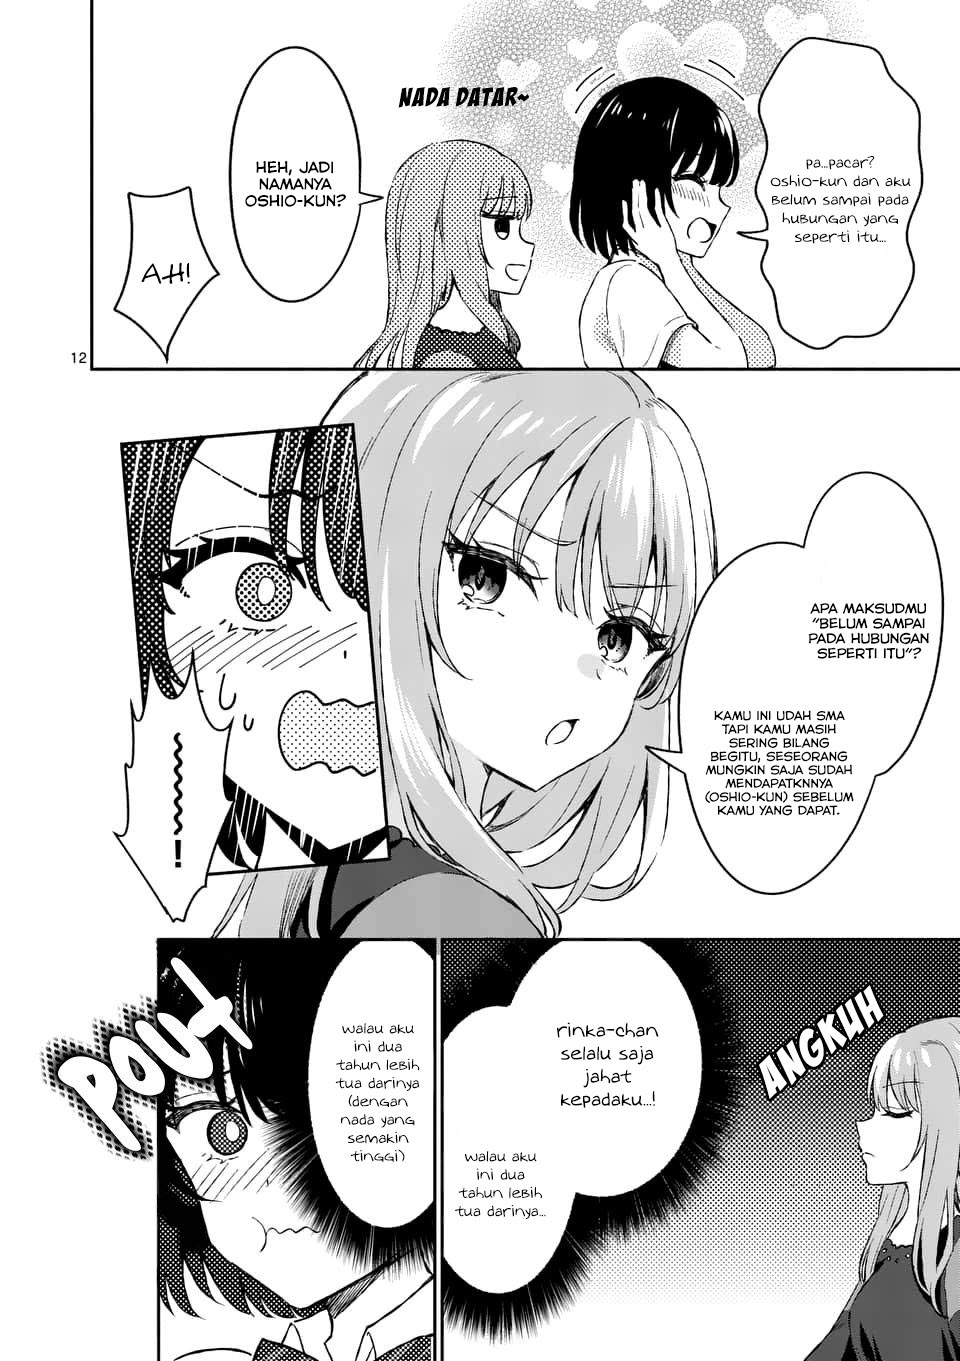 pa...pacar?
oshio-kun dan aku
belum sampai pada
hubungan yang
seperti itu...
NADA DATAR~
HEH, JADI
NAMANYA
OSHIO-KUN?
AH!
12
APA MAKSUDMU
"BELUM SAMPAI
PADA HUBUNGAN
SEPERTI ITU"?
KAMU INI UDAH SMA
TAPI KAMU MASIH
SERING BILANG
BEGITU, SESEORANG
MUNGKIN SAJA SUDAH
MENDAPATKNNYA
(OSHIO-KUN) SEBELUM
KAMU YANG DAPAT.
~~~~!
ANGKUH
rinka-chan
selalu saja
jahat
kepadaku...!
walau aku
ini dua
tahun lebih
tua darinya...
walau aku
ini dua
tahun lebih
tua darinya
(dengan
nada yang
semakin
tinggi)
POUT